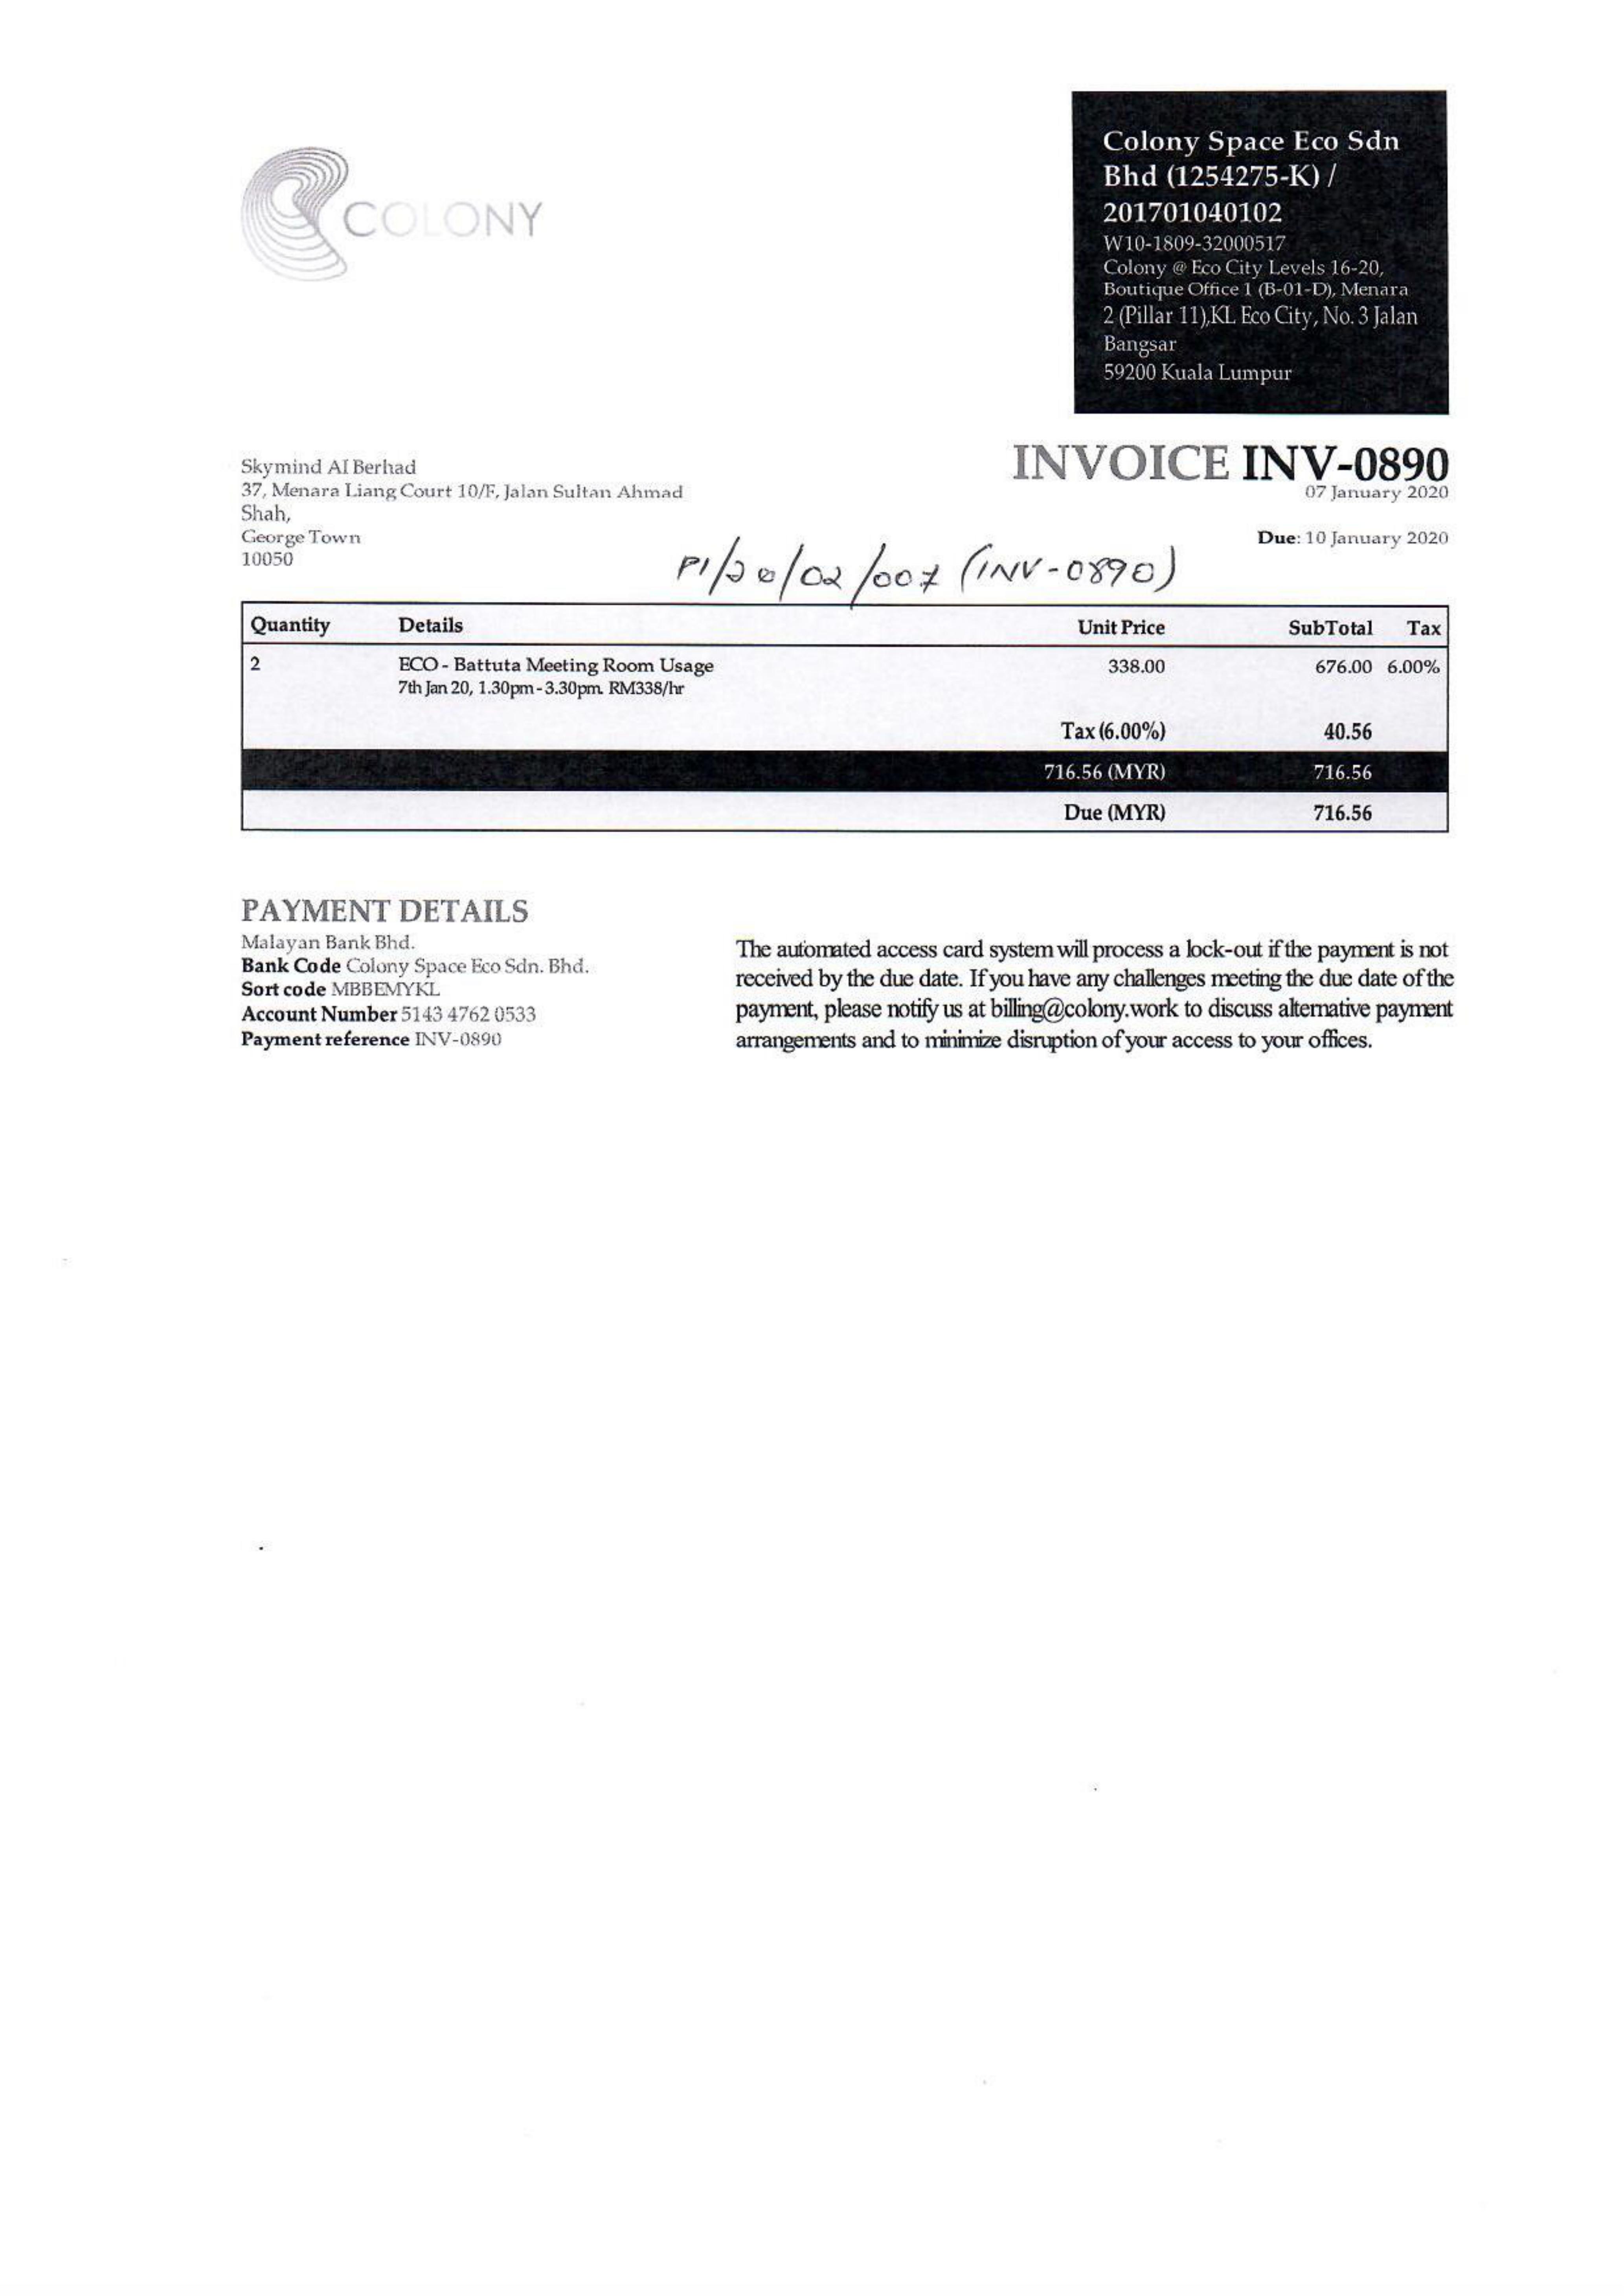 COLONY
Colony Space Eco Sdn
Bhd (1254275-K) /
201701040102
W10-1809-32000517
Colony @ Eco City Levels 16-20,
Boutique Office 1 (B-01-D), Menara
2 (Pillar 11),KL Eco City, No. 3 Jalan
Bangsar
59200 Kuala Lumpur
Skymind AI Berhad
37, Menara Liang Court 10/F, Jalan Sultan Ahmad
Shah,
George Town
10050
INVOICE INV-0890
07 January 2020
Due: 10 January 2020
PI/20/02/007 (INV-0890)
Quantity Details Unit Price SubTotal Tax
2 ECO - Battuta Meeting Room Usage 338.00 676.00 6.00%
7th Jan 20, 1.30pm - 3.30pm. RM338/hr
Tax (6.00%) 40.56
716.56 (MYR) 716.56
Due (MYR) 716.56
PAYMENT DETAILS
Malayan Bank Bhd.
Bank Code Colony Space Eco Sdn. Bhd.
Sort code MBBEMYKL
Account Number 5143 4762 0533
Payment reference INV-0890
The automated access card system will process a lock-out if the payment is not
received by the due date. If you have any challenges meeting the due date of the
payment, please notify us at billing@colony.work to discuss alternative payment
arrangements and to minimize disruption of your access to your offices.